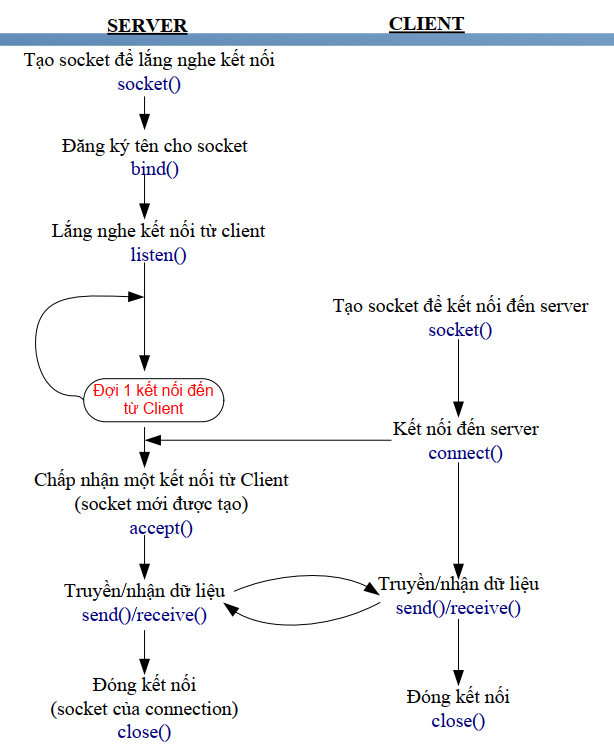 SERVER
CLIENT
Tạo socket để lắng nghe kết nối
socket()
Đăng ký tên cho socket
bind()
Lắng nghe kết nối từ client
listen()
Đợi 1 kết nối đến
từ Client
Chấp nhận một kết nối từ Client
(socket mới được tạo)
accept()
Truyền/nhận dữ liệu
send()/receive()
Đóng kết nối
(socket của connection)
close()
Tạo socket để kết nối đến server
socket()
Kết nối đến server
connect()
Truyền/nhận dữ liệu
send()/receive()
Đóng kết nối
close()